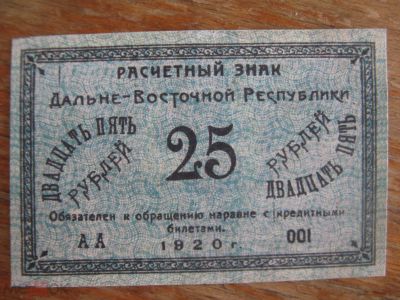 РАСЧЕТНЫЙ ЗНАК
ДАЛЬНЕ-ВОСТОЧНОЙ РЕСПУБЛИКИ
ДВАДЦАТЬ ПЯТЬ
РУБЛЕЙ
25
РУБЛЕЙ
ДВАДЦАТЬ ПЯТЬ
Обязателен к обращению наравне с кредитными
билетами.
АА
1920 г
001